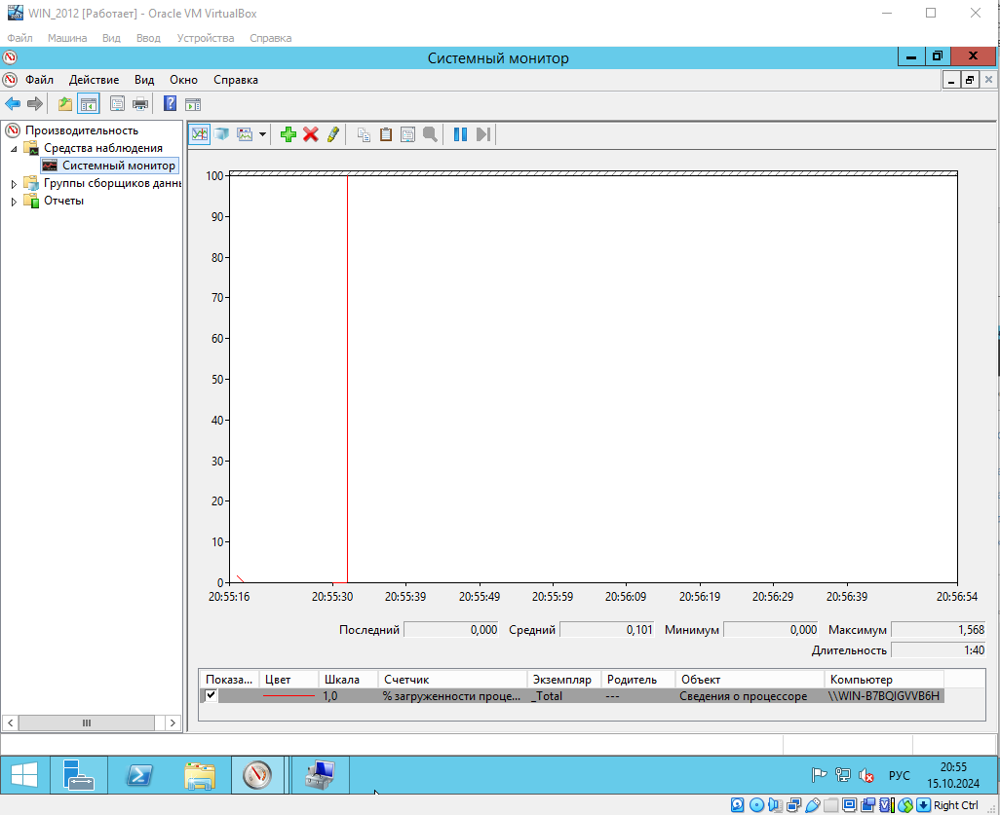 WIN_2012 [Работает] - Oracle VM VirtualBox
Файл Машина Вид Ввод Устройства Справка
Системный монитор
Файл Действие Вид Окно Справка
Производительность
Средства наблюдения
Системный монитор
Группы сборщиков данны
Отчеты
100
90
80
70
60
50
40
30
20
10
0
20:55:16 20:55:30 20:55:39 20:55:49 20:55:59 20:56:09 20:56:19 20:56:29 20:56:39 20:56:54
Последний 0,000 Средний 0,101 Минимум 0,000 Максимум 1,568
Длительность 1:40
Показа... Цвет Шкала Счетчик Экземпляр Родитель Объект Компьютер
1,0 % загруженности проце... _Total --- Сведения о процессоре \\WIN-B7BQIGVVB6H
РУС 20:55
15.10.2024
Right Ctrl